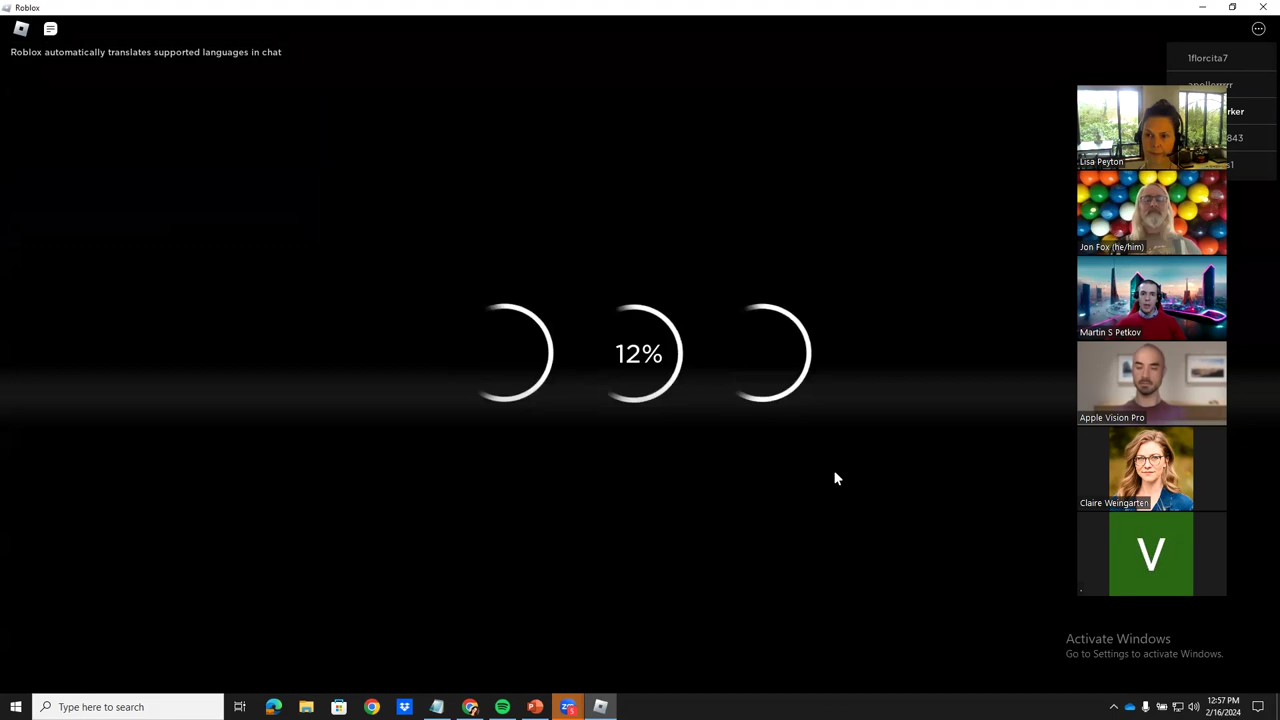 Roblox
Roblox automatically translates supported languages in chat
1florcita7
rker
843
s1
Lisa Peyton
Jon Fox (he/him)
Martin S Petkov
Apple Vision Pro
Claire Weingarten
V
12%
Activate Windows
Go to Settings to activate Windows.
Type here to search
12:57 PM
2/16/2024